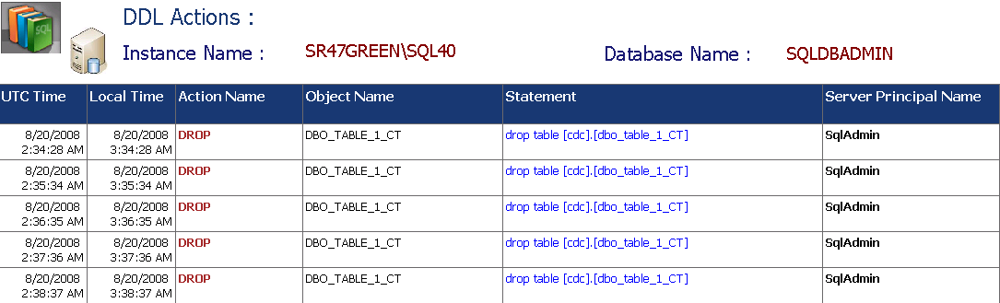 SQL
DDL Actions :
Instance Name : SR47GREEN\SQL40 Database Name : SQLDBADMIN
UTC Time Local Time Action Name Object Name Statement Server Principal Name
8/20/2008 8/20/2008 DROP DBO_TABLE_1_CT drop table [cdc].[dbo_table_1_CT] SqlAdmin
2:34:28 AM 3:34:28 AM
8/20/2008 8/20/2008 DROP DBO_TABLE_1_CT drop table [cdc].[dbo_table_1_CT] SqlAdmin
2:35:34 AM 3:35:34 AM
8/20/2008 8/20/2008 DROP DBO_TABLE_1_CT drop table [cdc].[dbo_table_1_CT] SqlAdmin
2:36:35 AM 3:36:35 AM
8/20/2008 8/20/2008 DROP DBO_TABLE_1_CT drop table [cdc].[dbo_table_1_CT] SqlAdmin
2:37:36 AM 3:37:36 AM
8/20/2008 8/20/2008 DROP DBO_TABLE_1_CT drop table [cdc].[dbo_table_1_CT] SqlAdmin
2:38:37 AM 3:38:37 AM